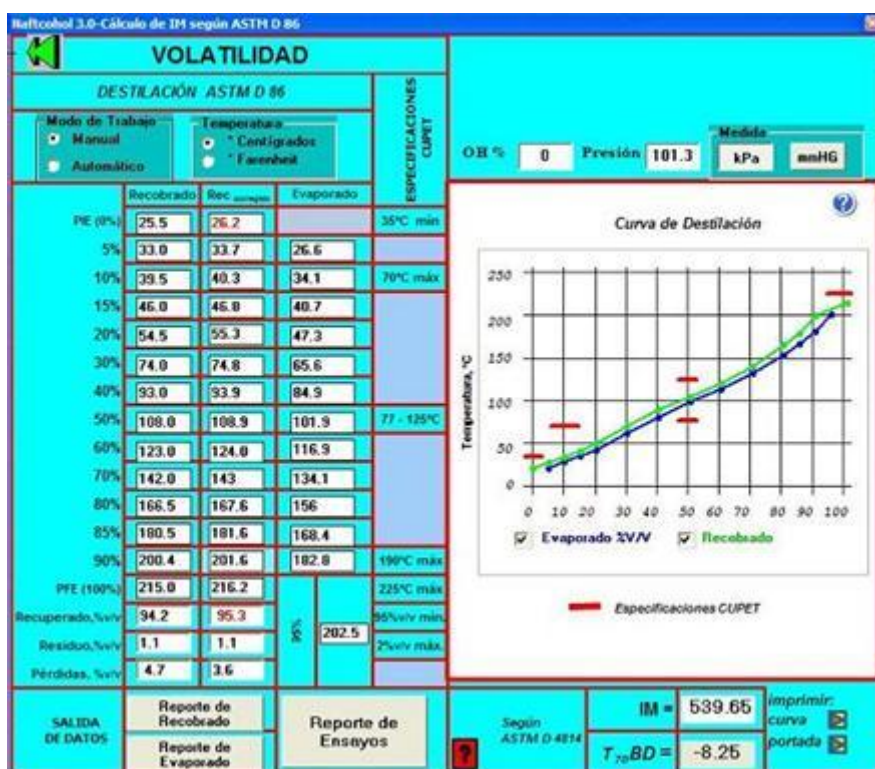 Naftcohol 3.0-Cálculo de IM según ASTM D 86
VOLATILIDAD
DESTILACIÓN ASTM D 86
ESPECIFICACIONES CUPET
Modo de Trabajo
Manual
Automático
Temperatura
° Centígrados
° Farenheit
OH % 0 Presión 101.3
Medida
kPa mmHG
Recobrado Rec Evaporado
PIE (0%) 25.5 26.2 35°C min
5% 33.0 33.7 26.6
10% 39.5 40.3 34.1 70°C máx
15% 46.0 46.8 40.7
20% 54.5 55.3 47.3
30% 74.0 74.8 65.6
40% 93.0 93.9 84.9
50% 108.0 108.9 101.9 77 - 125°C
60% 123.0 124.0 116.9
70% 142.0 143 134.1
80% 166.5 167.6 156
85% 180.5 181.6 168.4
90% 200.4 201.6 182.8 190°C máx
PFE (100%) 215.0 216.2 225°C máx
Recuperado,%v/v 94.2 95.3 95%v/v min.
Residuo,%v/v 1.1 1.1 2%v/v máx.
Pérdidas, %v/v 4.7 3.6
95% 202.5
Curva de Destilación
Temperatura, °C
250
200
150
100
50
0
0 10 20 30 40 50 60 70 80 90 100
Evaporado %V/V Recobrado
Especificaciones CUPET
SALIDA DE DATOS
Reporte de Recobrado
Reporte de Evaporado
Reporte de Ensayos
?
Según ASTM D 4814
IM = 539.65
T70BD = -8.25
imprimir:
curva
portada